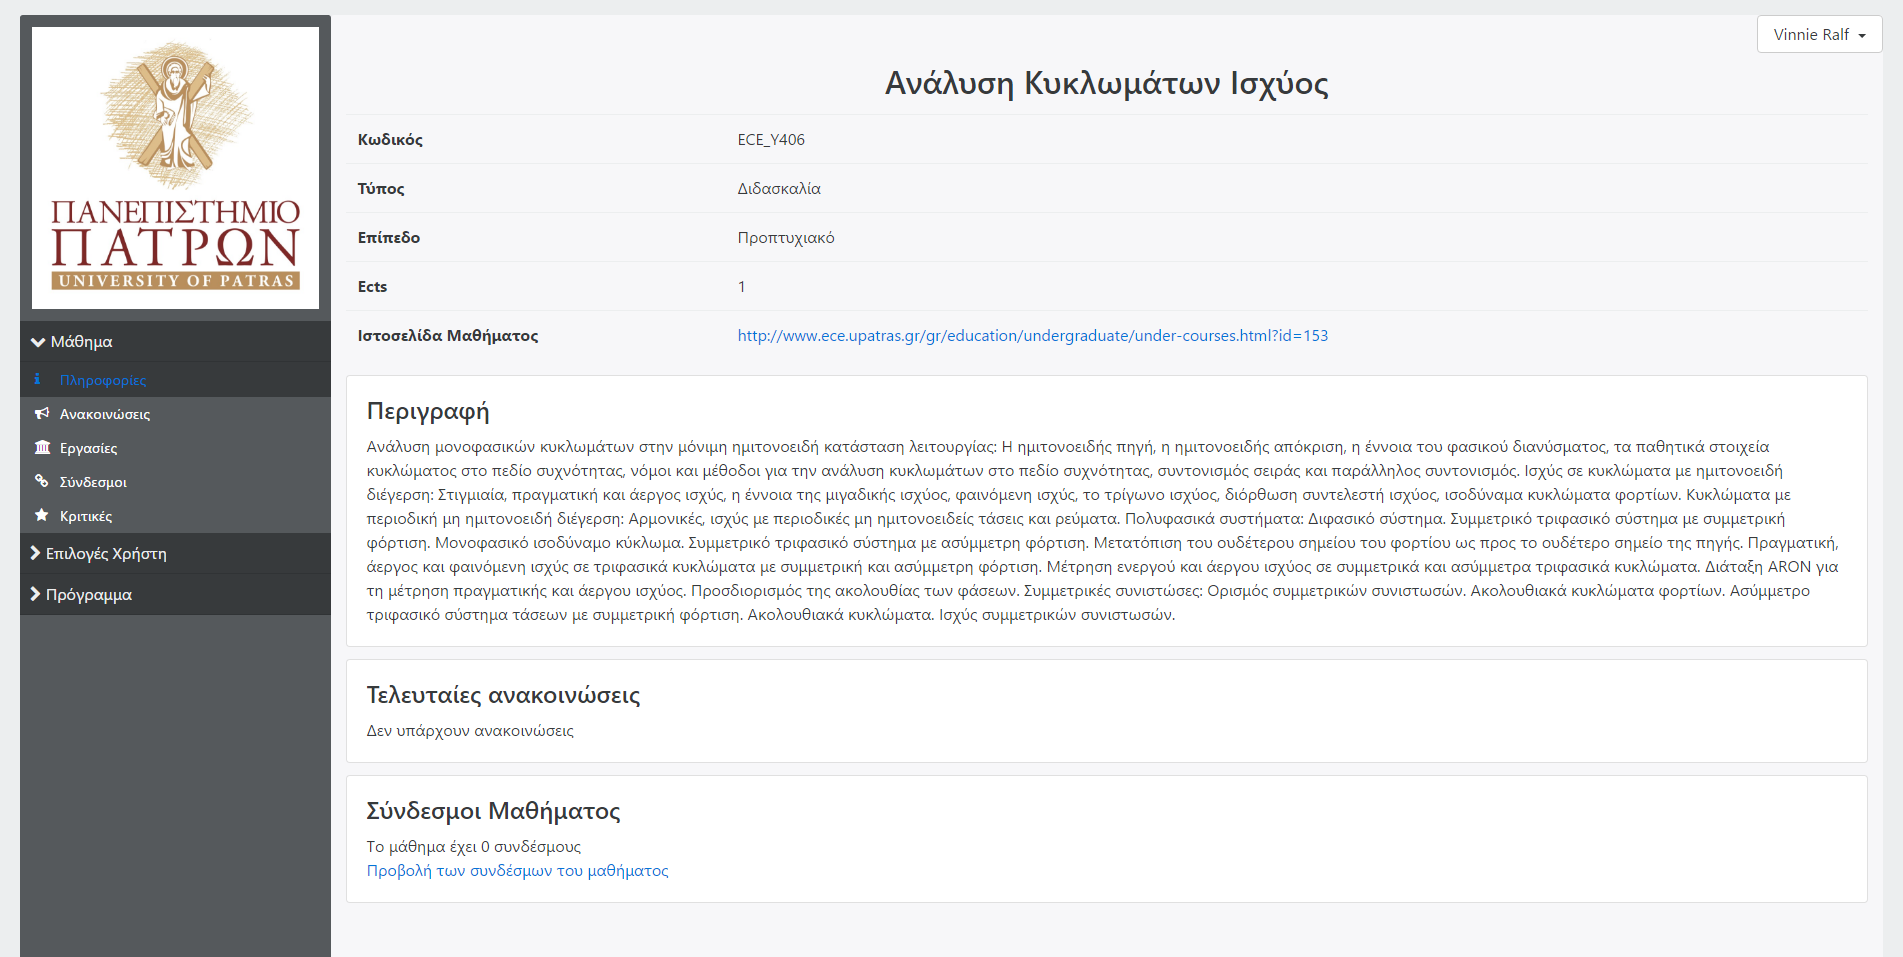 ΠΑΝΕΠΙΣΤΗΜΙΟ
ΠΑΤΡΩΝ
UNIVERSITY OF PATRAS
Μάθημα
Πληροφορίες
Ανακοινώσεις
Εργασίες
Σύνδεσμοι
Κριτικές
Επιλογές Χρήστη
Πρόγραμμα
Vinnie Ralf
Ανάλυση Κυκλωμάτων Ισχύος
Κωδικός ECE_Y406
Τύπος Διδασκαλία
Επίπεδο Προπτυχιακό
Ects 1
Ιστοσελίδα Μαθήματος http://www.ece.upatras.gr/gr/education/undergraduate/under-courses.html?id=153
Περιγραφή
Ανάλυση μονοφασικών κυκλωμάτων στην μόνιμη ημιτονοειδή κατάσταση λειτουργίας: Η ημιτονοειδής πηγή, η ημιτονοειδής απόκριση, η έννοια του φασικού διανύσματος, τα παθητικά στοιχεία
κυκλώματος στο πεδίο συχνότητας, νόμοι και μέθοδοι για την ανάλυση κυκλωμάτων στο πεδίο συχνότητας, συντονισμός σειράς και παράλληλος συντονισμός. Ισχύς σε κυκλώματα με ημιτονοειδή
διέγερση: Στιγμιαία, πραγματική και άεργος ισχύς, η έννοια της μιγαδικής ισχύος, φαινόμενη ισχύς, το τρίγωνο ισχύος, διόρθωση συντελεστή ισχύος, ισοδύναμα κυκλώματα φορτίων. Κυκλώματα με
περιοδική μη ημιτονοειδή διέγερση: Αρμονικές, ισχύς με περιοδικές μη ημιτονοειδείς τάσεις και ρεύματα. Πολυφασικά συστήματα: Διφασικό σύστημα. Συμμετρικό τριφασικό σύστημα με συμμετρική
φόρτιση. Μονοφασικό ισοδύναμο κύκλωμα. Συμμετρικό τριφασικό σύστημα με ασύμμετρη φόρτιση. Μετατόπιση του ουδέτερου σημείου του φορτίου ως προς το ουδέτερο σημείο της πηγής. Πραγματική,
άεργος και φαινόμενη ισχύς σε τριφασικά κυκλώματα με συμμετρική και ασύμμετρη φόρτιση. Μέτρηση ενεργού και άεργου ισχύος σε συμμετρικά και ασύμμετρα τριφασικά κυκλώματα. Διάταξη ARON για
τη μέτρηση πραγματικής και άεργου ισχύος. Προσδιορισμός της ακολουθίας των φάσεων. Συμμετρικές συνιστώσες: Ορισμός συμμετρικών συνιστωσών. Ακολουθιακά κυκλώματα φορτίων. Ασύμμετρο
τριφασικό σύστημα τάσεων με συμμετρική φόρτιση. Ακολουθιακά κυκλώματα. Ισχύς συμμετρικών συνιστωσών.
Τελευταίες ανακοινώσεις
Δεν υπάρχουν ανακοινώσεις
Σύνδεσμοι Μαθήματος
Το μάθημα έχει 0 συνδέσμους
Προβολή των συνδέσμων του μαθήματος